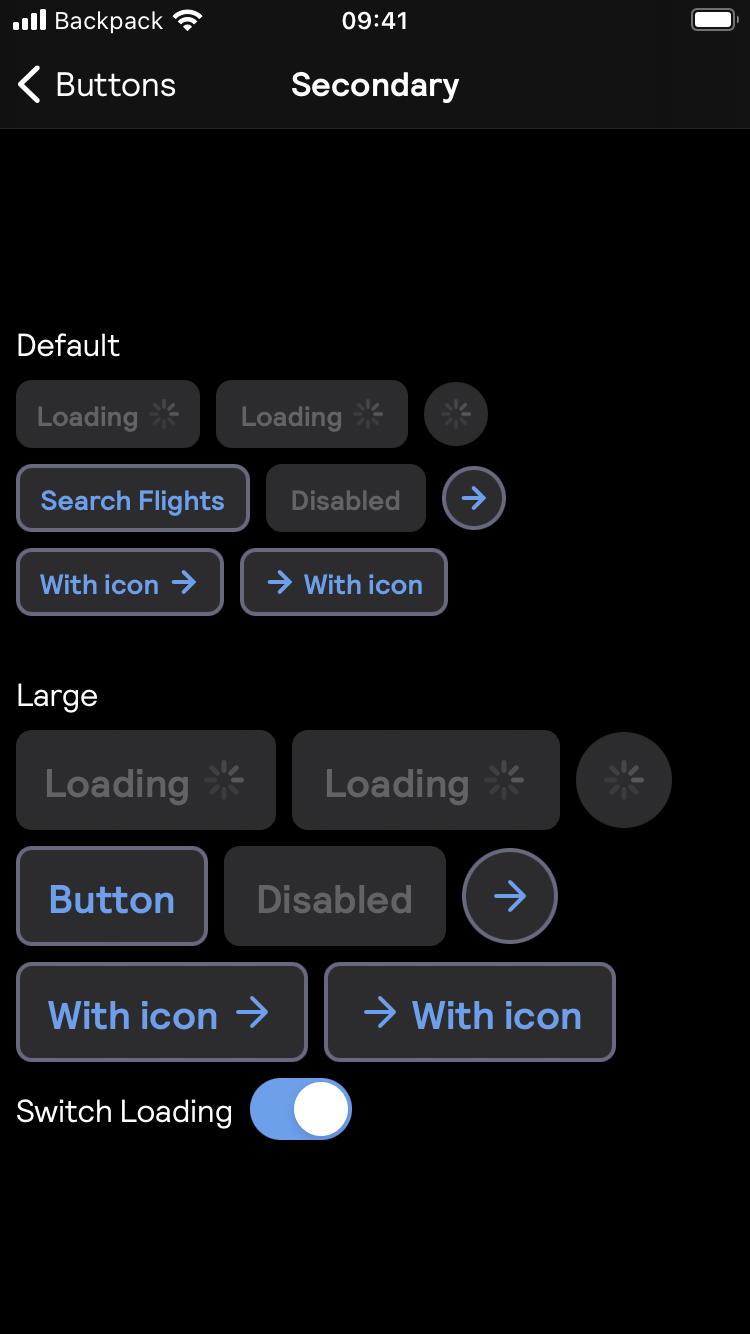 Backpack 09:41
Buttons Secondary
Default
Loading Loading
Search Flights Disabled
With icon With icon
Large
Loading Loading
Button Disabled
With icon With icon
Switch Loading